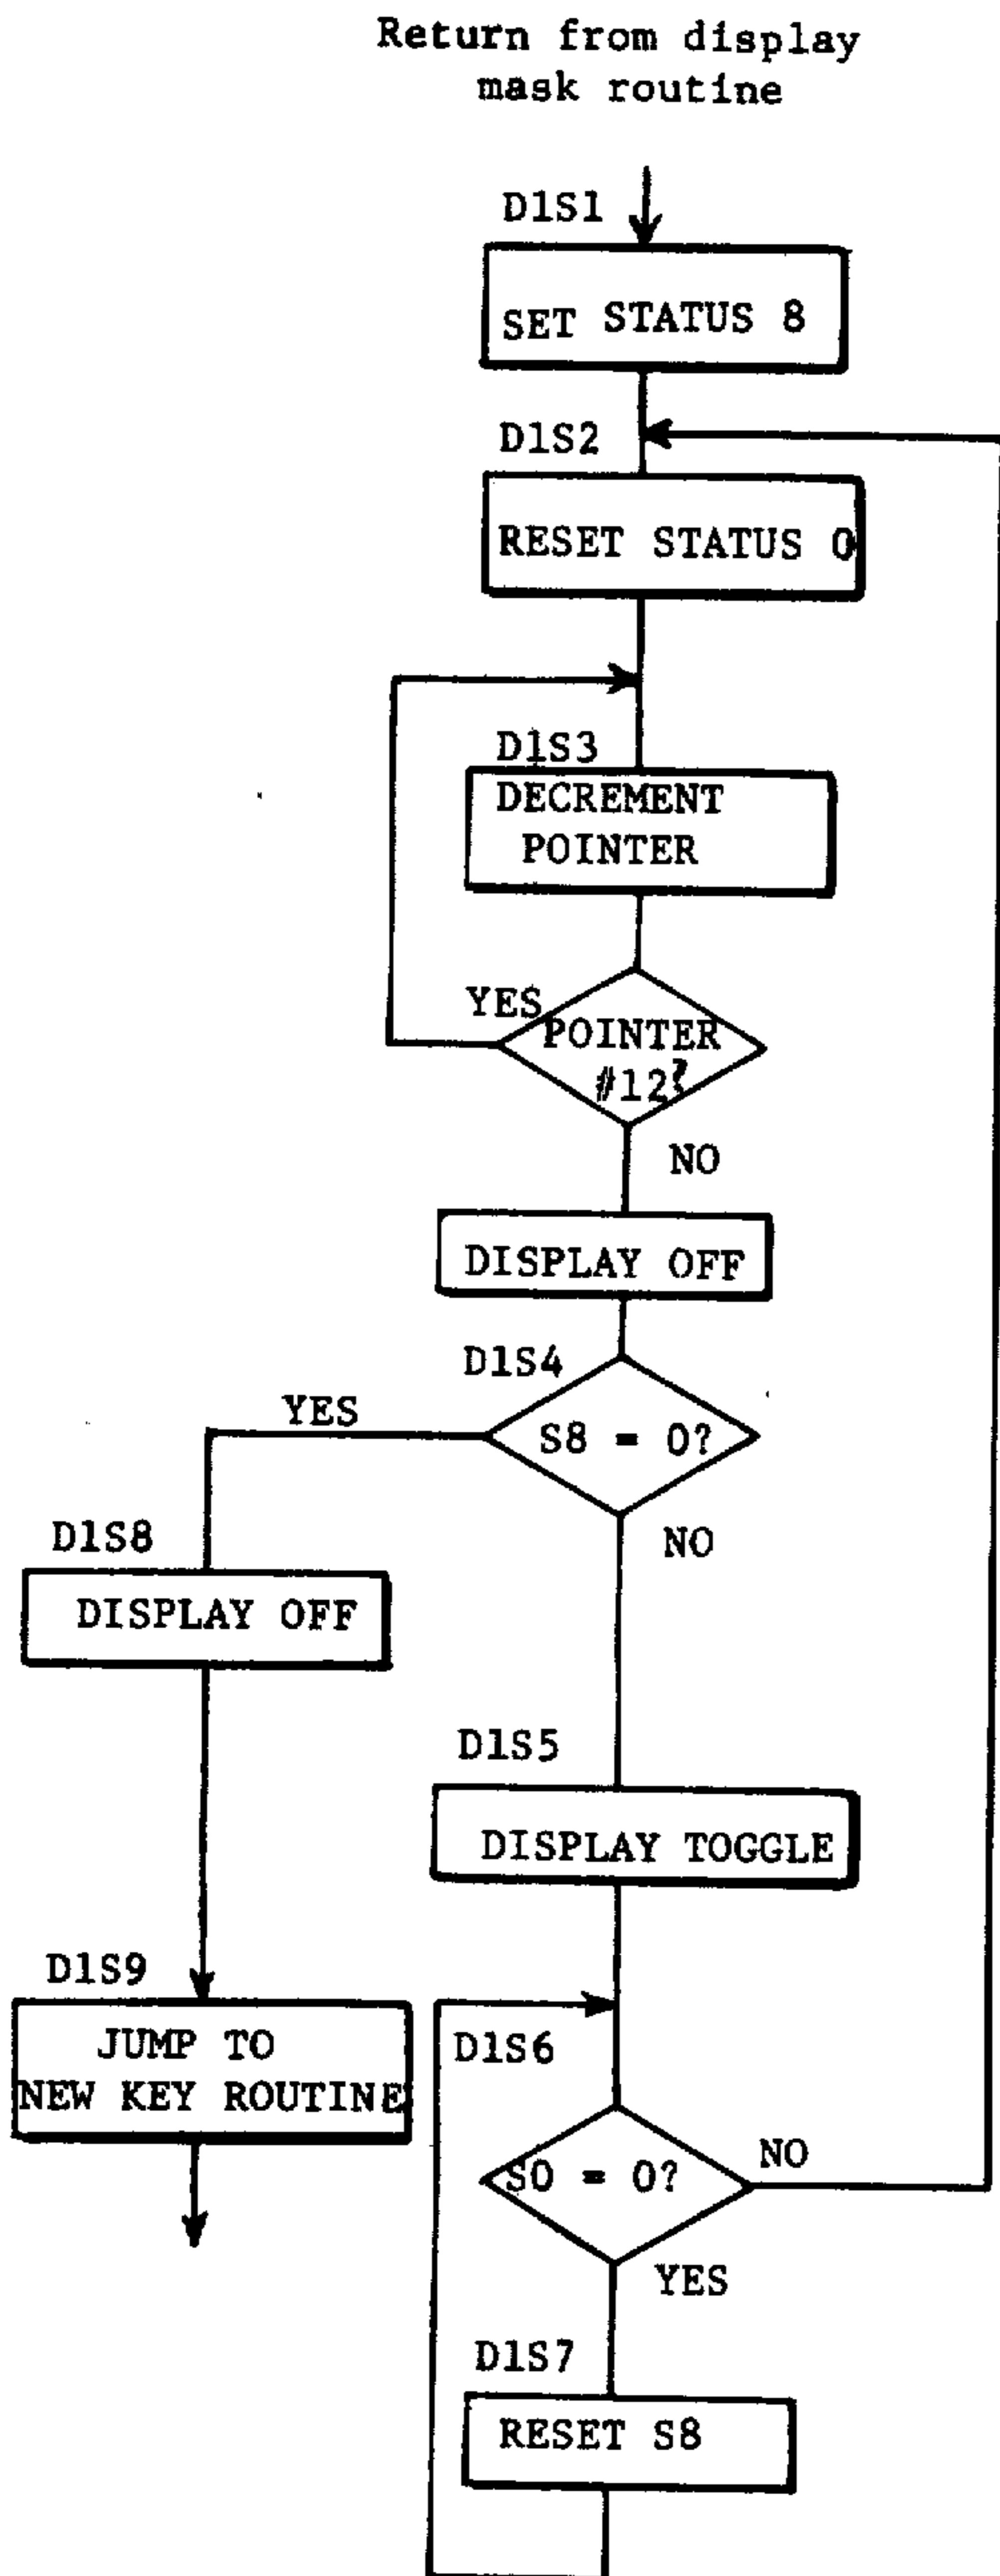 Return from display
mask routine
D1S1
SET STATUS 8
D1S2
RESET STATUS 0
D1S3
DECREMENT
POINTER
YES
POINTER
#12?
NO
DISPLAY OFF
D1S4
YES
S8 = 0?
NO
D1S8
DISPLAY OFF
D1S5
DISPLAY TOGGLE
D1S9
JUMP TO
NEW KEY ROUTINE
D1S6
S0 = 0?
NO
YES
D1S7
RESET S8